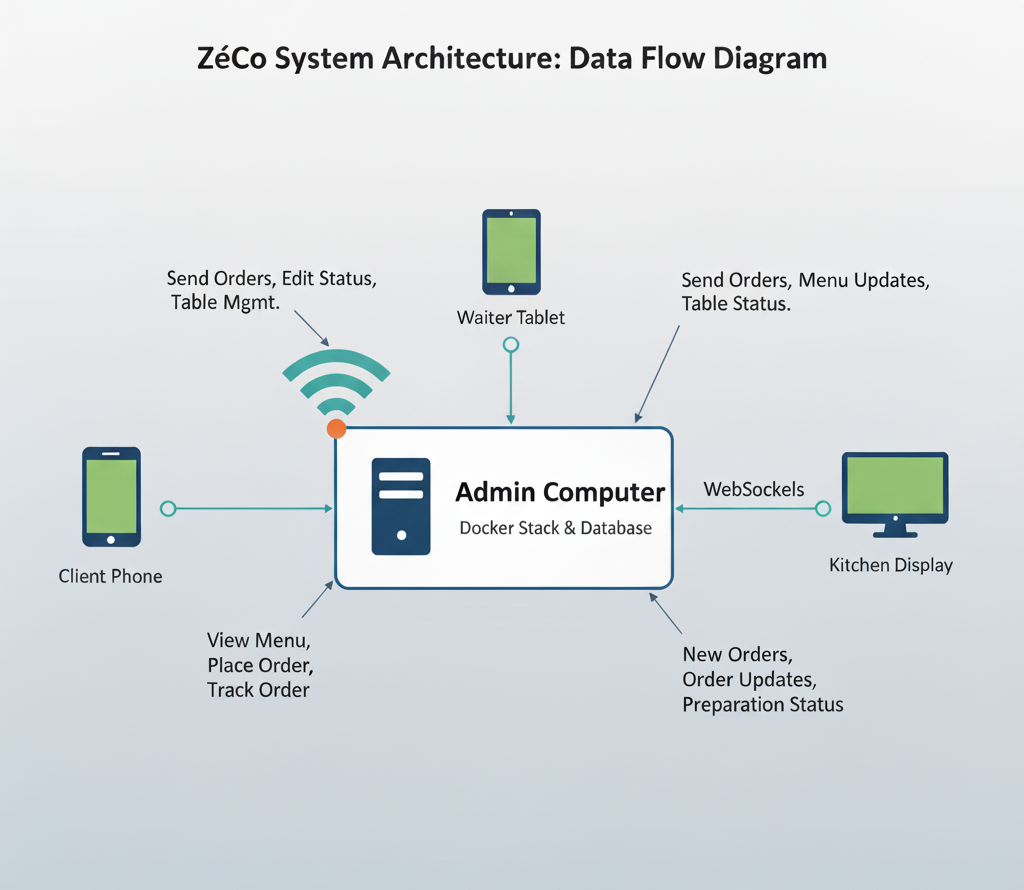 ZéCo System Architecture: Data Flow Diagram
Send Orders, Edit Status,
Table Mgmt.
Waiter Tablet
Send Orders, Menu Updates,
Table Status.
Admin Computer
Docker Stack & Database
WebSockels
Client Phone
Kitchen Display
View Menu,
Place Order,
Track Order
New Orders,
Order Updates,
Preparation Status